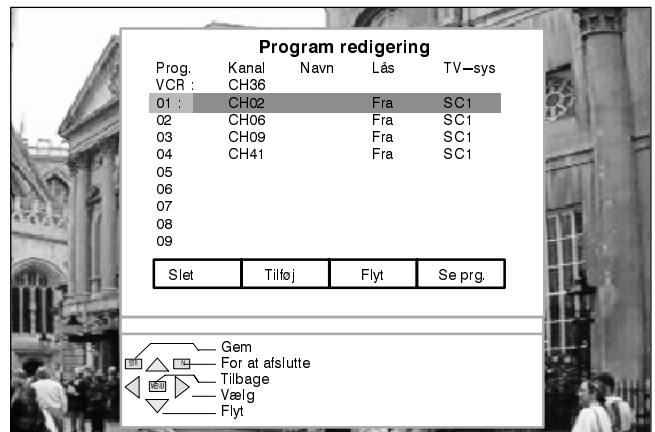 Program redigering
Prog. Kanal Navn Lås TV–sys
VCR : CH36
01 : CH02 Fra SC1
02 CH06 Fra SC1
03 CH09 Fra SC1
04 CH41 Fra SC1
05
06
07
08
09
Slet Tilføj Flyt Se prg.
Gem
STR N For at afslutte
Tilbage
MENU Vælg
Flyt